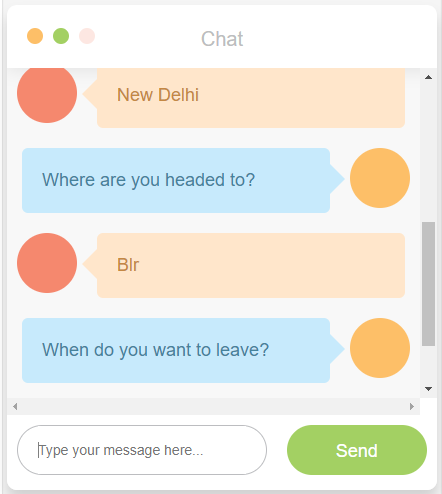 Chat
New Delhi
Where are you headed to?
Blr
When do you want to leave?
Type your message here...
Send